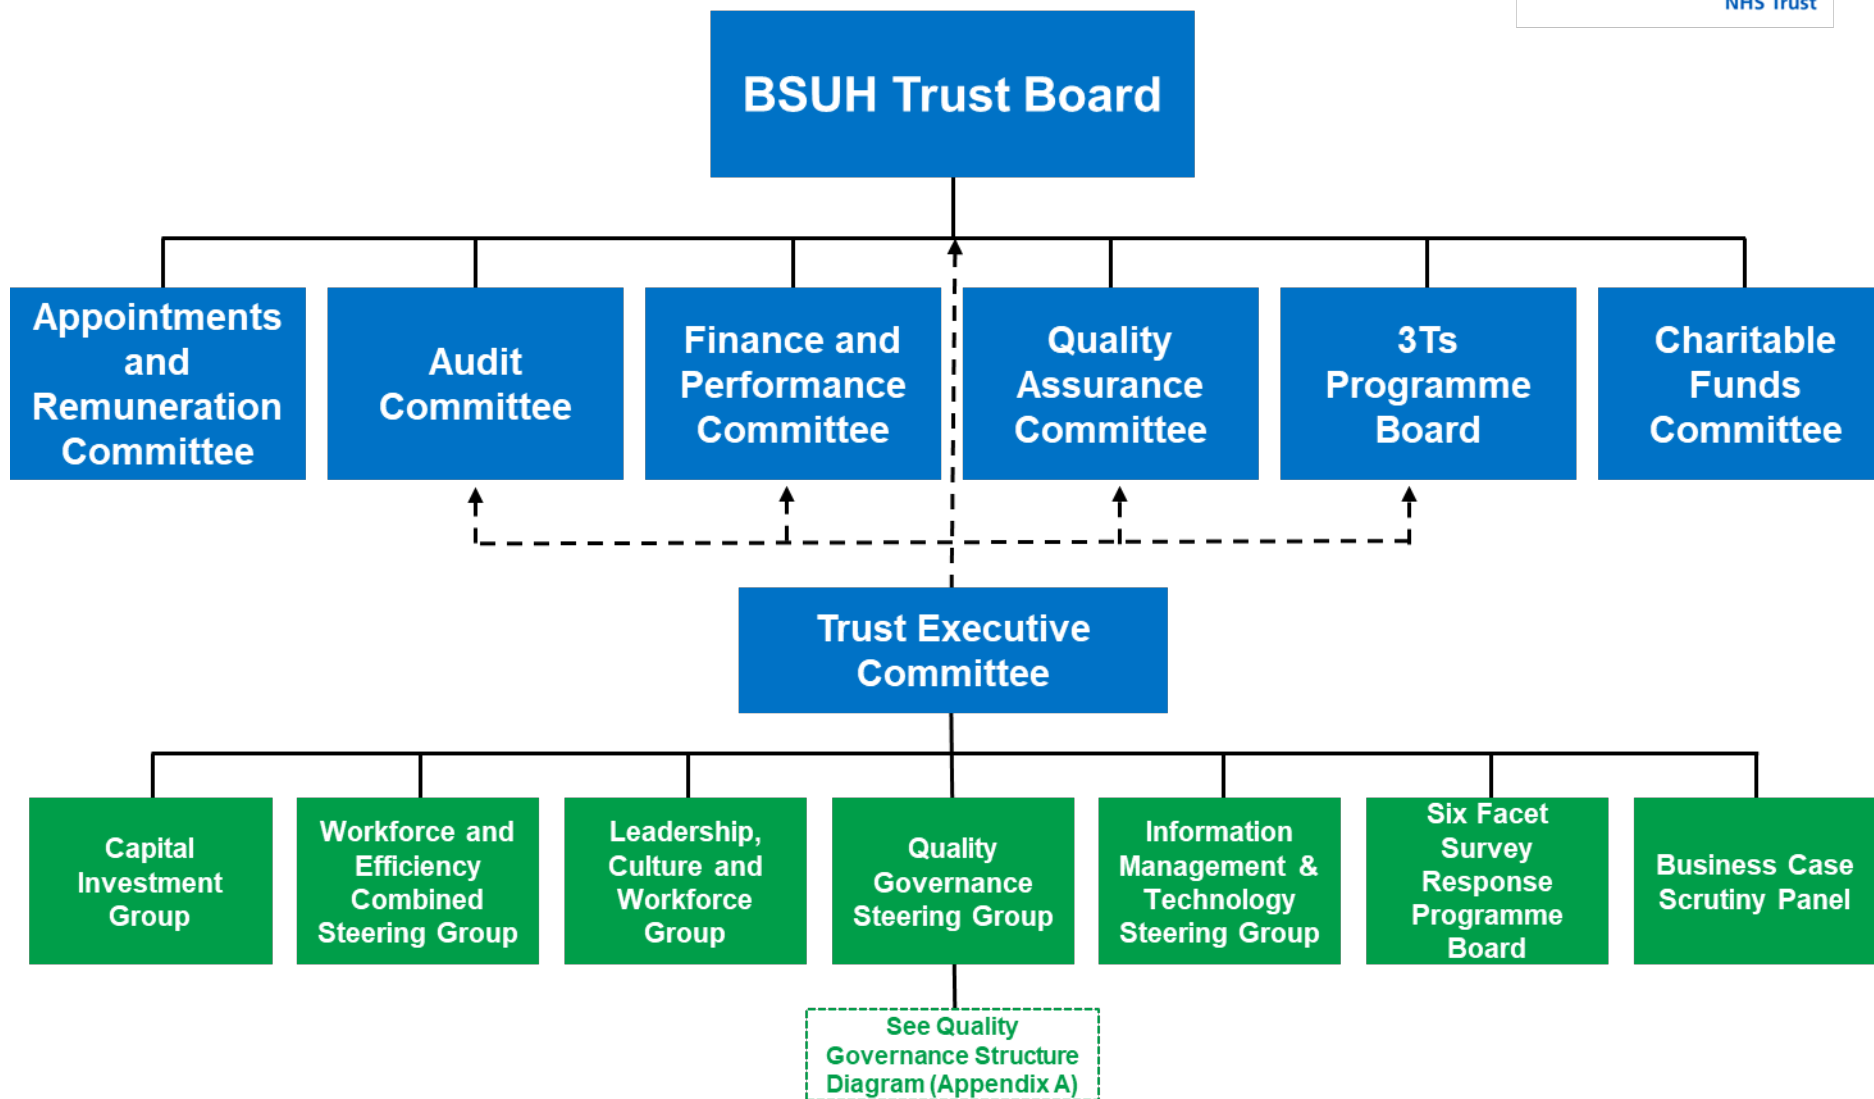 NHS Trust
BSUH Trust Board
Appointments
and
Remuneration
Committee
Audit
Committee
Finance and
Performance
Committee
Quality
Assurance
Committee
3Ts
Programme
Board
Charitable
Funds
Committee
Trust Executive
Committee
Capital
Investment
Group
Workforce and
Efficiency
Combined
Steering Group
Leadership,
Culture and
Workforce
Group
Quality
Governance
Steering Group
Information
Management &
Technology
Steering Group
Six Facet
Survey
Response
Programme
Board
Business Case
Scrutiny Panel
See Quality
Governance Structure
Diagram (Appendix A)